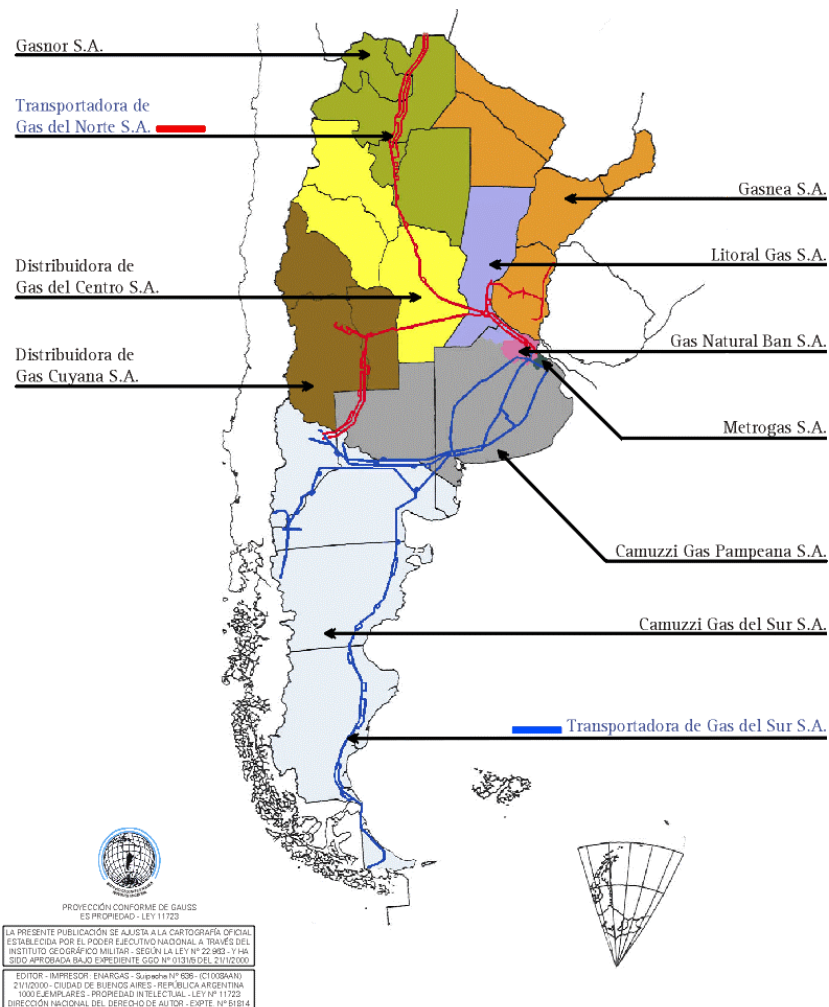 Gasnor S.A.
Transportadora de
Gas del Norte S.A.
Gasnea S.A.
Litoral Gas S.A.
Distribuidora de
Gas del Centro S.A.
Gas Natural Ban S.A.
Distribuidora de
Gas Cuyana S.A.
Metrogas S.A.
Camuzzi Gas Pampeana S.A.
Camuzzi Gas del Sur S.A.
Transportadora de Gas del Sur S.A.
PROYECCIÓN CONFORME DE GAUSS
ES PROPIEDAD - LEY 11723
LA PRESENTE PUBLICACIÓN SE AJUSTA A LA CARTOGRAFÍA OFICIAL
ESTABLECIDA POR EL PODER EJECUTIVO NACIONAL A TRAVÉS DEL
INSTITUTO GEOGRÁFICO MILITAR - SEGÚN LA LEY Nº 22.963 - Y HA
SIDO APROBADA BAJO EXPEDIENTE GG0 Nº 0131/5 DEL 21/1/2000
EDITOR - IMPRESOR: ENARGAS - Suipacha Nº 636 - (C1008AAN)
21/1/2000 - CIUDAD DE BUENOS AIRES - REPÚBLICA ARGENTINA
1000 EJEMPLARES - PROPIEDAD INTELECTUAL - LEY Nº 11723
DIRECCIÓN NACIONAL DEL DERECHO DE AUTOR - EXPTE. Nº 51814